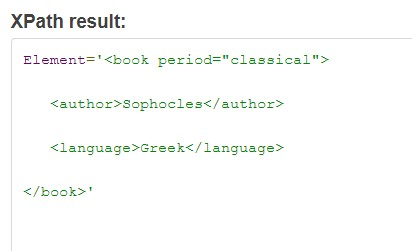 XPath result:
Element='<book period="classical">
<author>Sophocles</author>
<language>Greek</language>
</book>'